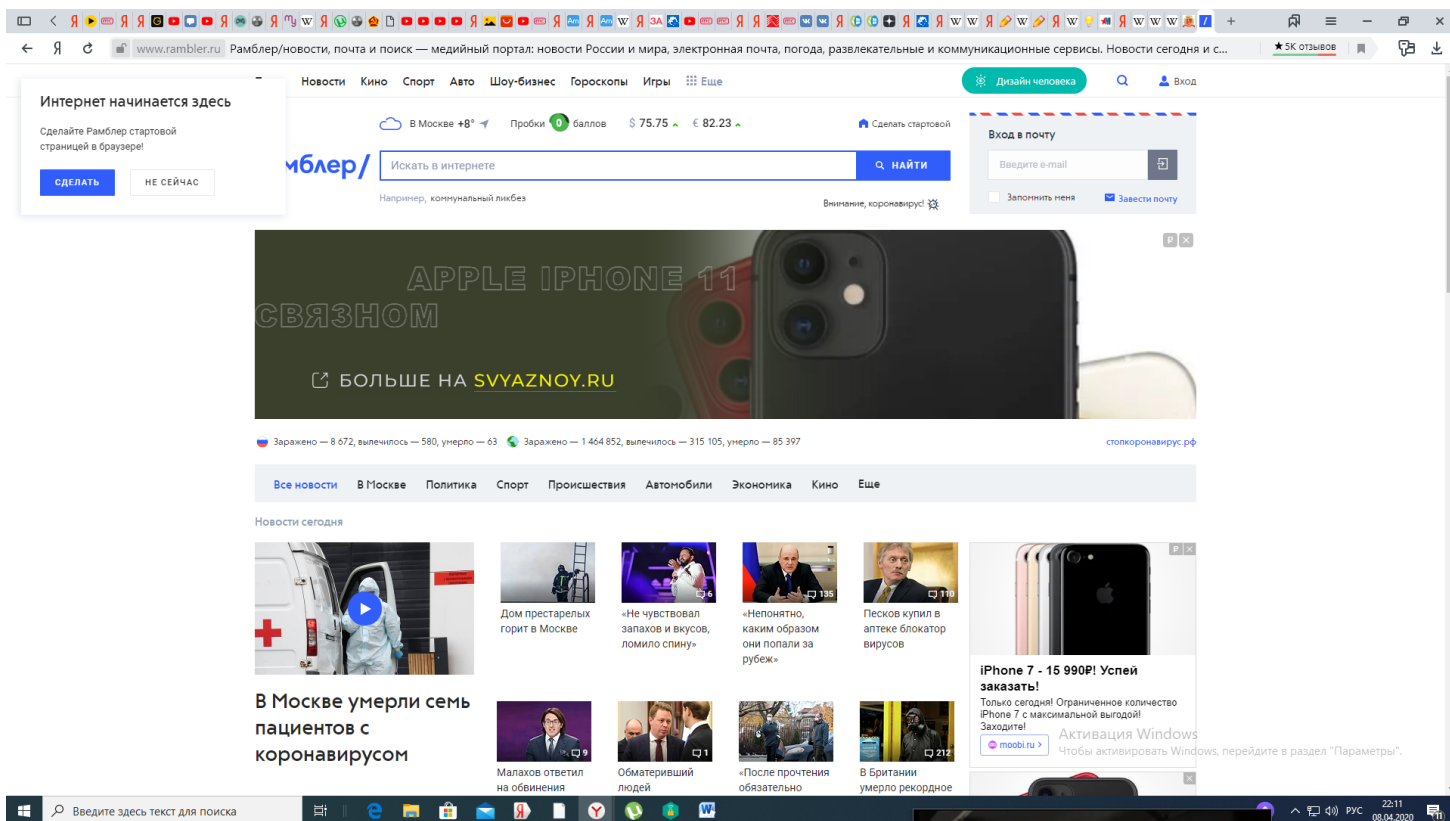 www.rambler.ru Рамблер/новости, почта и поиск — медийный портал: новости России и мира, электронная почта, погода, развлекательные и коммуникационные сервисы. Новости сегодня и с...
★5K отзывов
Интернет начинается здесь
Сделайте Рамблер стартовой
страницей в браузере!
СДЕЛАТЬ НЕ СЕЙЧАС
Новости Кино Спорт Авто Шоу-бизнес Гороскопы Игры Еще
Дизайн человека
Вход
В Москве +8° Пробки 0 баллов $ 75.75 € 82.23
Сделать стартовой
мблер/
Искать в интернете
НАЙТИ
Например, коммунальный ликбез
Внимание, коронавирус!
Вход в почту
Введите e-mail
Запомнить меня Завести почту
APPLE IPHONE 11
СВЯЗНОМ
БОЛЬШЕ НА SVYAZNOY.RU
Заражено — 8 672, вылечилось — 580, умерло — 63 Заражено — 1 464 852, вылечилось — 315 105, умерло — 85 397
стопкоронавирус.рф
Все новости В Москве Политика Спорт Происшествия Автомобили Экономика Кино Еще
Новости сегодня
В Москве умерли семь
пациентов с
коронавирусом
Дом престарелых
горит в Москве
6
«Не чувствовал
запахов и вкусов,
ломило спину»
135
«Непонятно,
каким образом
они попали за
рубеж»
110
Песков купил в
аптеке блокатор
вирусов
9
Малахов ответил
на обвинения
1
Обматеривший
людей
«После прочтения
обязательно
212
В Британии
умерло рекордное
iPhone 7 - 15 990₽! Успей
заказать!
Только сегодня! Ограниченное количество
iPhone 7 с максимальной выгодой!
Заходите!
moobi.ru >
Активация Windows
Чтобы активировать Windows, перейдите в раздел "Параметры".
Введите здесь текст для поиска
РУС
22:11
08.04.2020